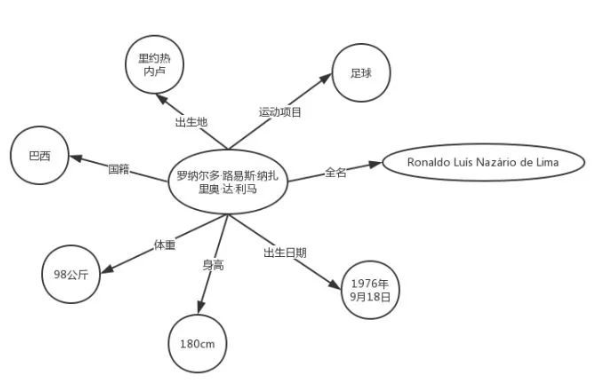 里约热
内卢
足球
出生地
运动项目
巴西
国籍
罗纳尔多·路易斯·纳扎
里奥·达·利马
全名
Ronaldo Luís Nazário de Lima
体重
身高
出生日期
98公斤
1976年
9月18日
180cm